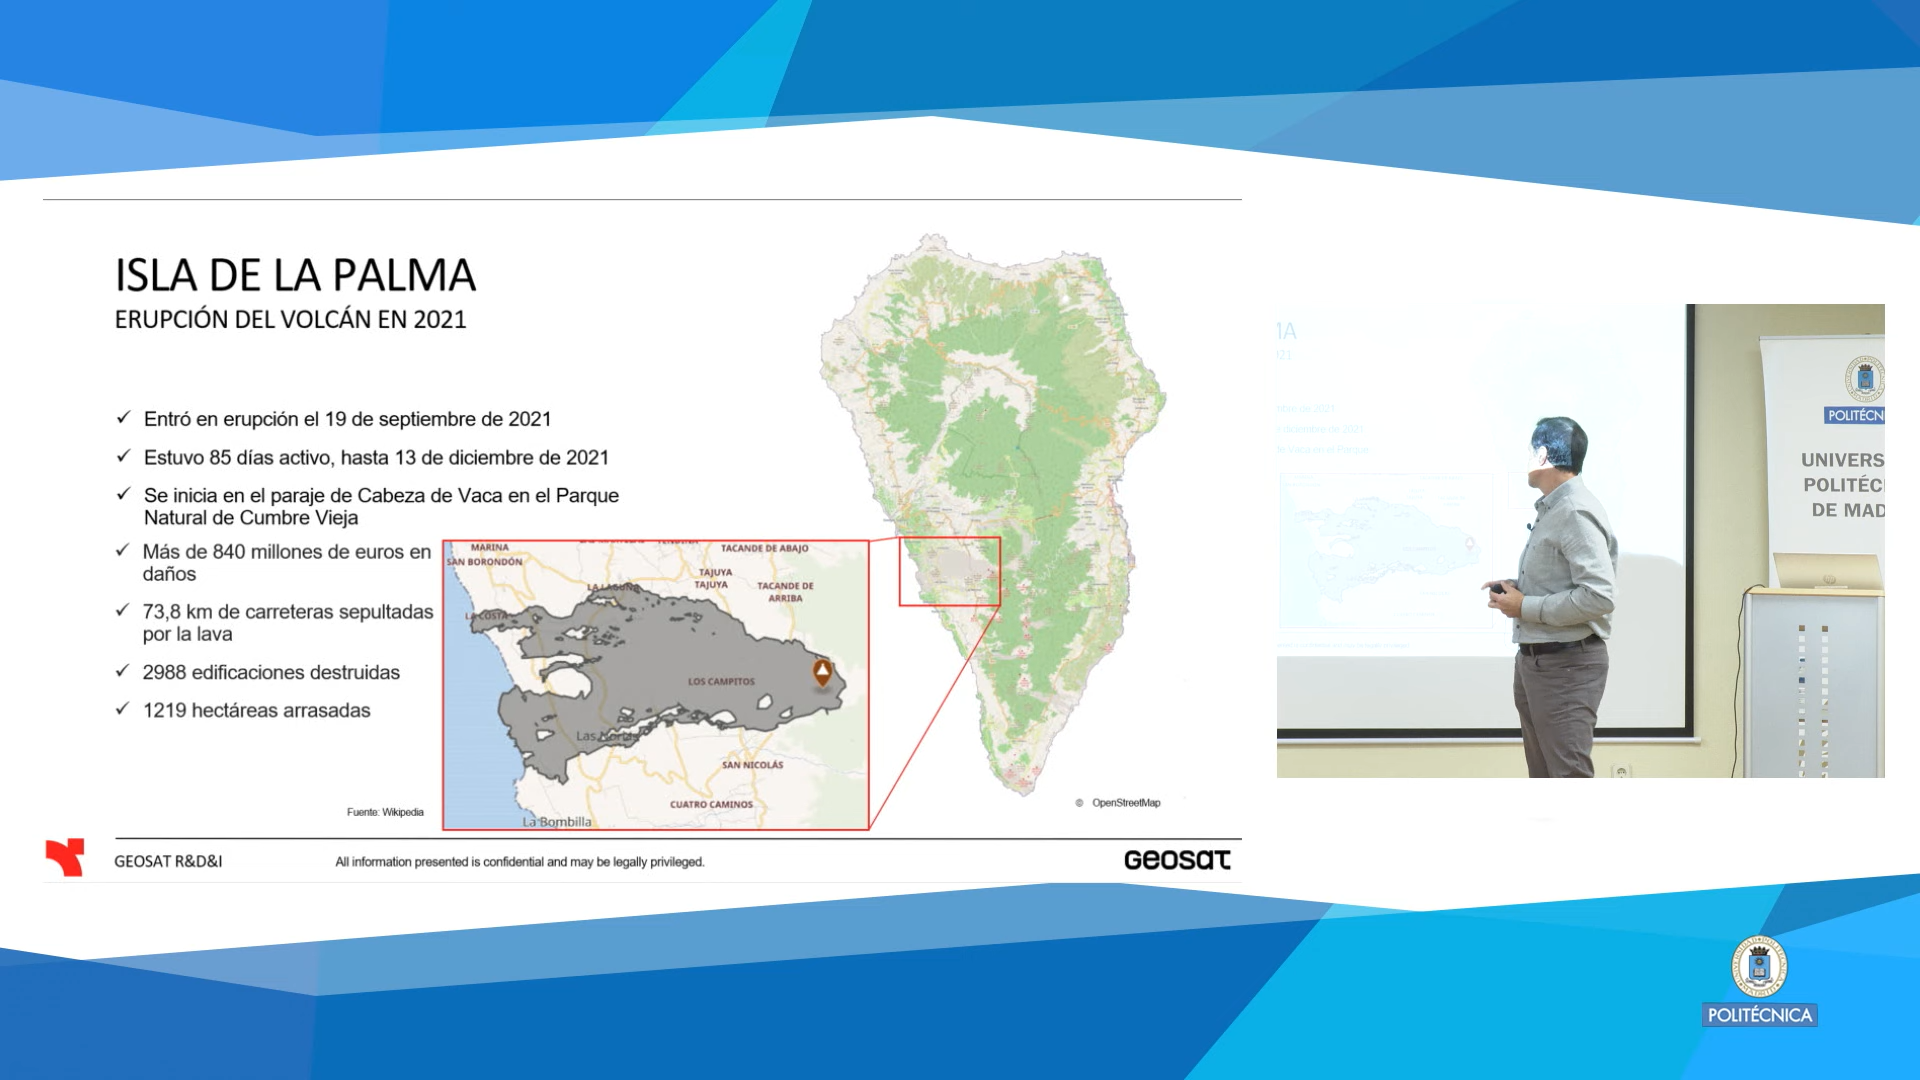 ISLA DE LA PALMA
ERUPCIÓN DEL VOLCÁN EN 2021
✓ Entró en erupción el 19 de septiembre de 2021
✓ Estuvo 85 días activo, hasta 13 de diciembre de 2021
✓ Se inicia en el paraje de Cabeza de Vaca en el Parque
Natural de Cumbre Vieja
✓ Más de 840 millones de euros en
daños
✓ 73,8 km de carreteras sepultadas
por la lava
✓ 2988 edificaciones destruidas
✓ 1219 hectáreas arrasadas
Fuente: Wikipedia
MARINA
SAN BORONDÓN
TACANDE DE ABAJO
TAJUYA
TAJUYA
TACANDE DE
ARRIBA
LA LAGUNA
LA COSTA
LOS CAMPITOS
Las Norias
SAN NICOLÁS
CUATRO CAMINOS
La Bombilla
© OpenStreetMap
GEOSAT R&D&I
All information presented is confidential and may be legally privileged.
GEOSAT
MA
2021
POLITÉCN
UNIVERS
POLITÉC
DE MAD
POLITÉCNICA